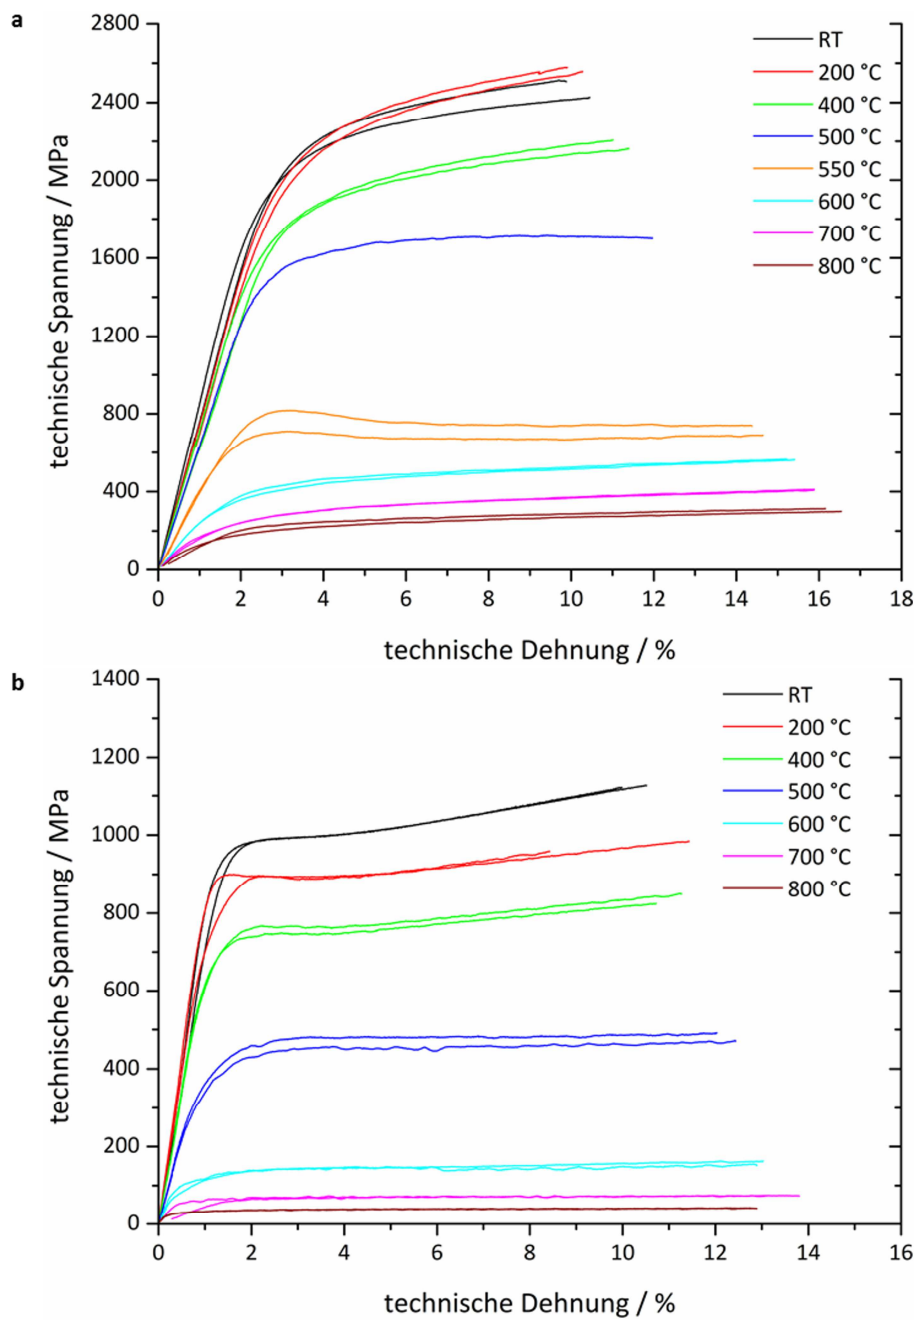 a
2800
2400
2000
1600
1200
800
400
0
technische Spannung / MPa
RT
200 °C
400 °C
500 °C
550 °C
600 °C
700 °C
800 °C
0 2 4 6 8 10 12 14 16 18
technische Dehnung / %
b
1400
1200
1000
800
600
400
200
0
technische Spannung / MPa
RT
200 °C
400 °C
500 °C
600 °C
700 °C
800 °C
0 2 4 6 8 10 12 14 16
technische Dehnung / %